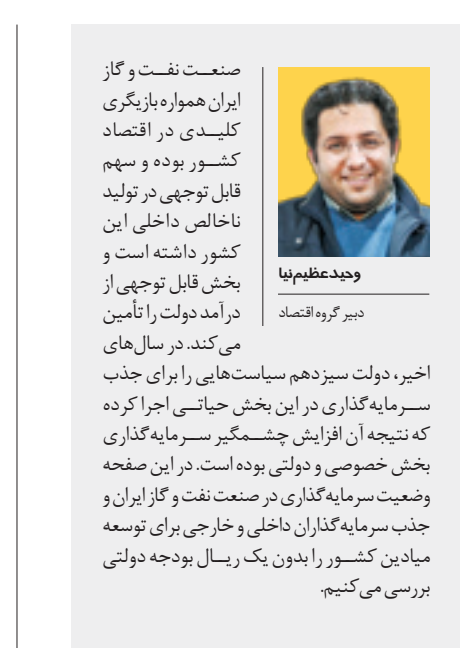 صنعت نفت و گاز
ایران همواره بازیگری
کلیدی در اقتصاد
کشور بوده و سهم
قابل توجهی در تولید
ناخالص داخلی این
کشور داشته است و
بخش قابل توجهی از
درآمد دولت را تأمین
می‌کند. در سال‌های
وحید عظیم‌نیا
دبیر گروه اقتصاد
اخیر، دولت سیزدهم سیاست‌هایی را برای جذب
سرمایه‌گذاری در این بخش حیاتی اجرا کرده
که نتیجه آن افزایش چشمگیر سرمایه‌گذاری
بخش خصوصی و دولتی بوده است. در این صفحه
وضعیت سرمایه‌گذاری در صنعت نفت و گاز ایران و
جذب سرمایه‌گذاران داخلی و خارجی برای توسعه
میادین کشور را بدون یک ریال بودجه دولتی
بررسی می‌کنیم.